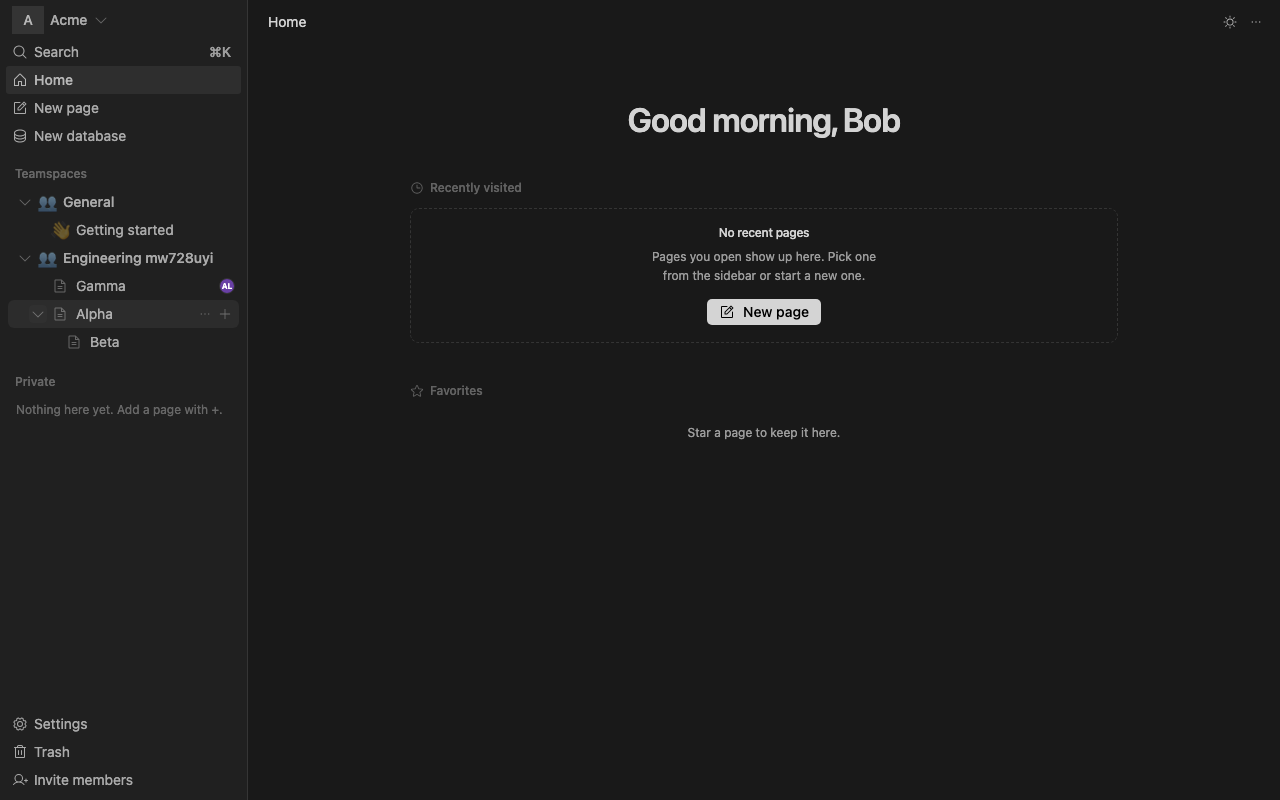 A Acme
Search ⌘K
Home
New page
New database
Teamspaces
General
Getting started
Engineering mw728uyi
Gamma AL
Alpha
Beta
Private
Nothing here yet. Add a page with +.
Settings
Trash
Invite members
Home
Good morning, Bob
Recently visited
No recent pages
Pages you open show up here. Pick one
from the sidebar or start a new one.
New page
Favorites
Star a page to keep it here.